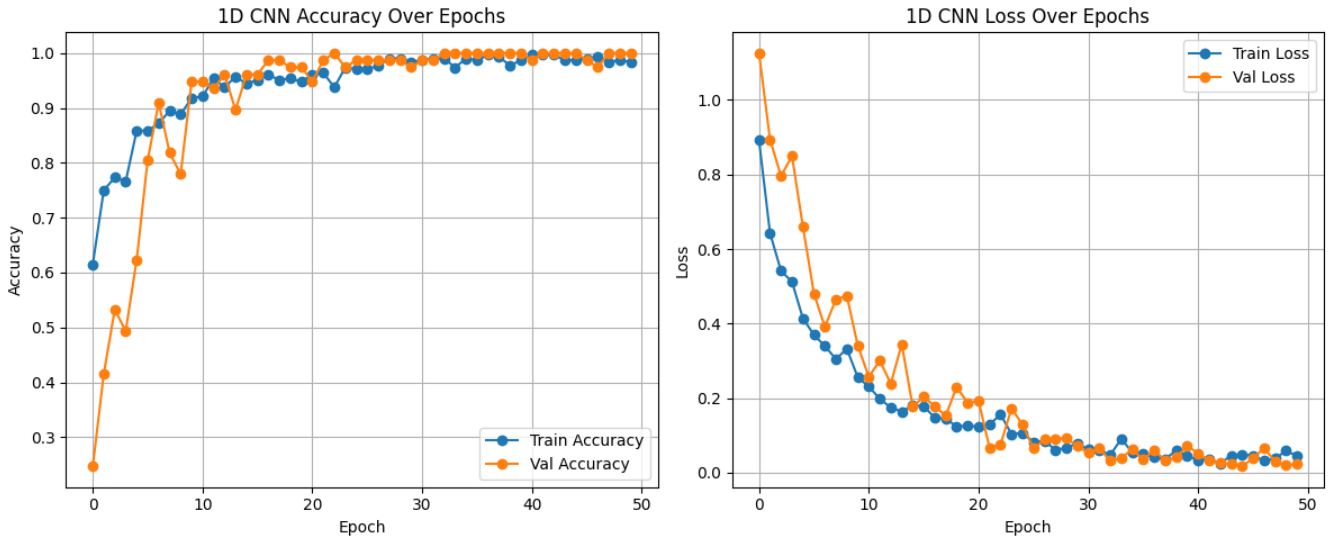 1D CNN Accuracy Over Epochs
1.0
0.9
0.8
0.7
0.6
0.5
0.4
0.3
Accuracy
Train Accuracy
Val Accuracy
0 10 20 30 40 50
Epoch
1D CNN Loss Over Epochs
Train Loss
Val Loss
1.0
0.8
0.6
0.4
0.2
0.0
Loss
0 10 20 30 40 50
Epoch